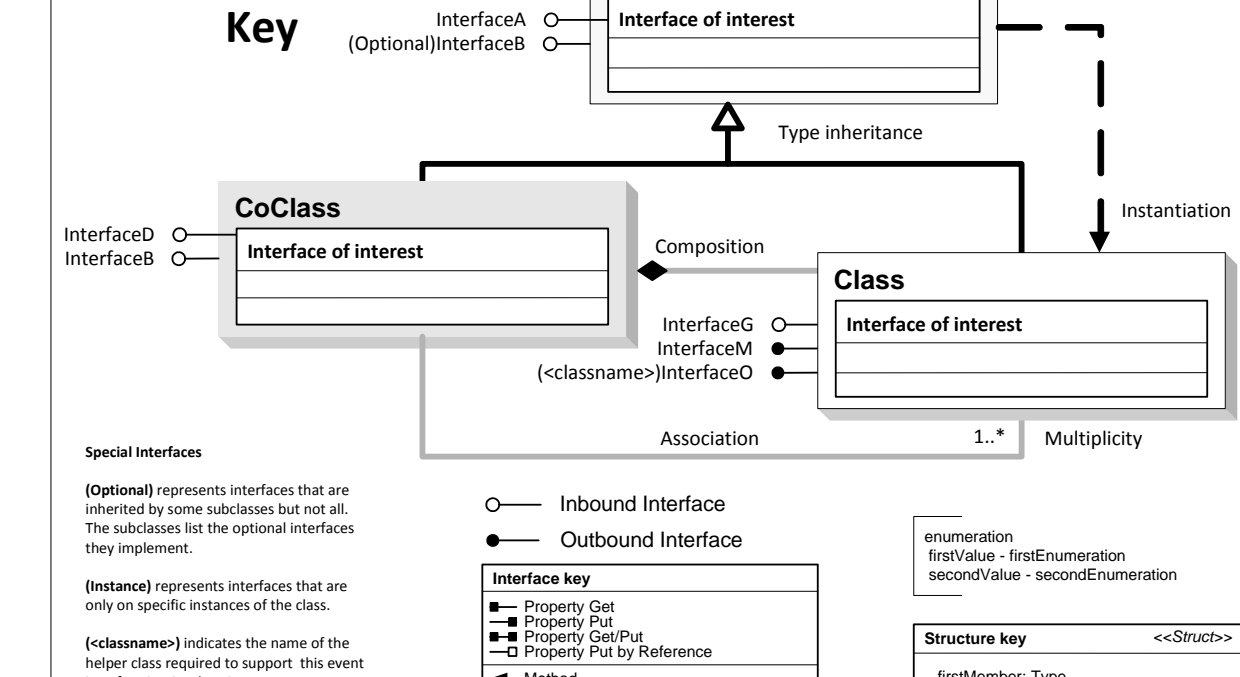 Key
InterfaceA
(Optional)InterfaceB
Interface of interest
Type inheritance
Instantiation
CoClass
InterfaceD
InterfaceB
Interface of interest
Composition
Class
InterfaceG
InterfaceM
(<classname>)InterfaceO
Interface of interest
Association
1..*
Multiplicity
Special Interfaces
(Optional) represents interfaces that are
inherited by some subclasses but not all.
The subclasses list the optional interfaces
they implement.
(Instance) represents interfaces that are
only on specific instances of the class.
(<classname>) indicates the name of the
helper class required to support this event
Inbound Interface
Outbound Interface
Interface key
Property Get
Property Put
Property Get/Put
Property Put by Reference
Method
enumeration
firstValue - firstEnumeration
secondValue - secondEnumeration
Structure key
<<Struct>>
firstMember: Type